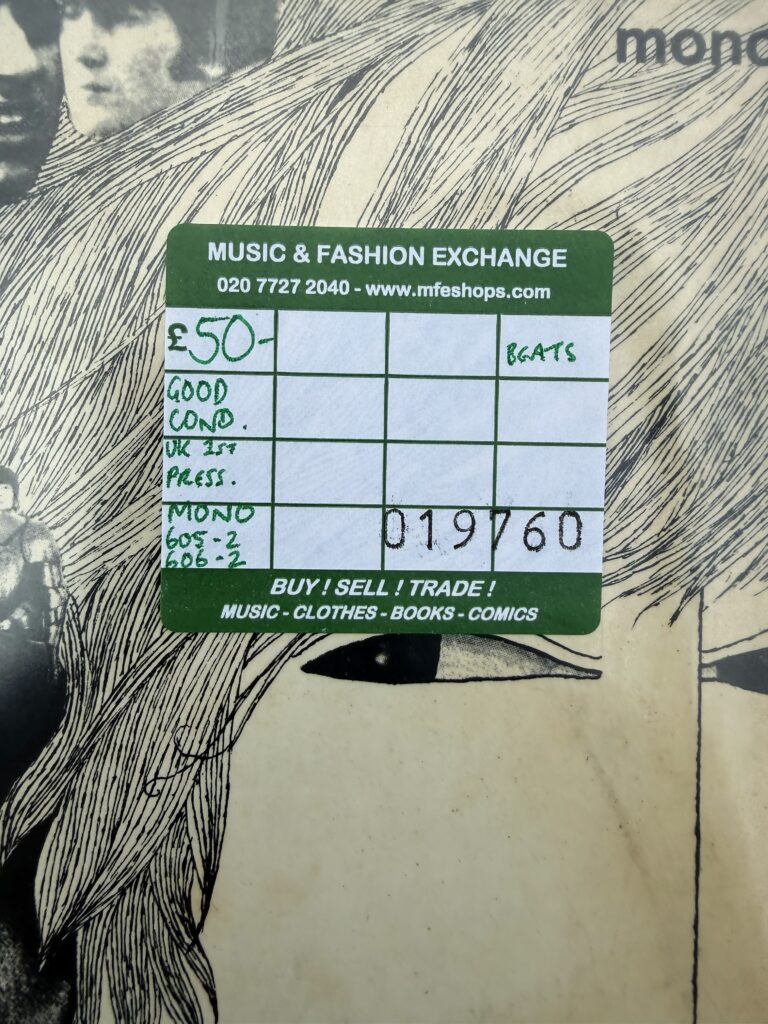 mono
MUSIC & FASHION EXCHANGE
020 7727 2040 - www.mfeshops.com
£50-
BEATS
GOOD
COND.
UK 1ST
PRESS.
MONO
605-2
606-2
019760
BUY! SELL! TRADE!
MUSIC - CLOTHES - BOOKS - COMICS